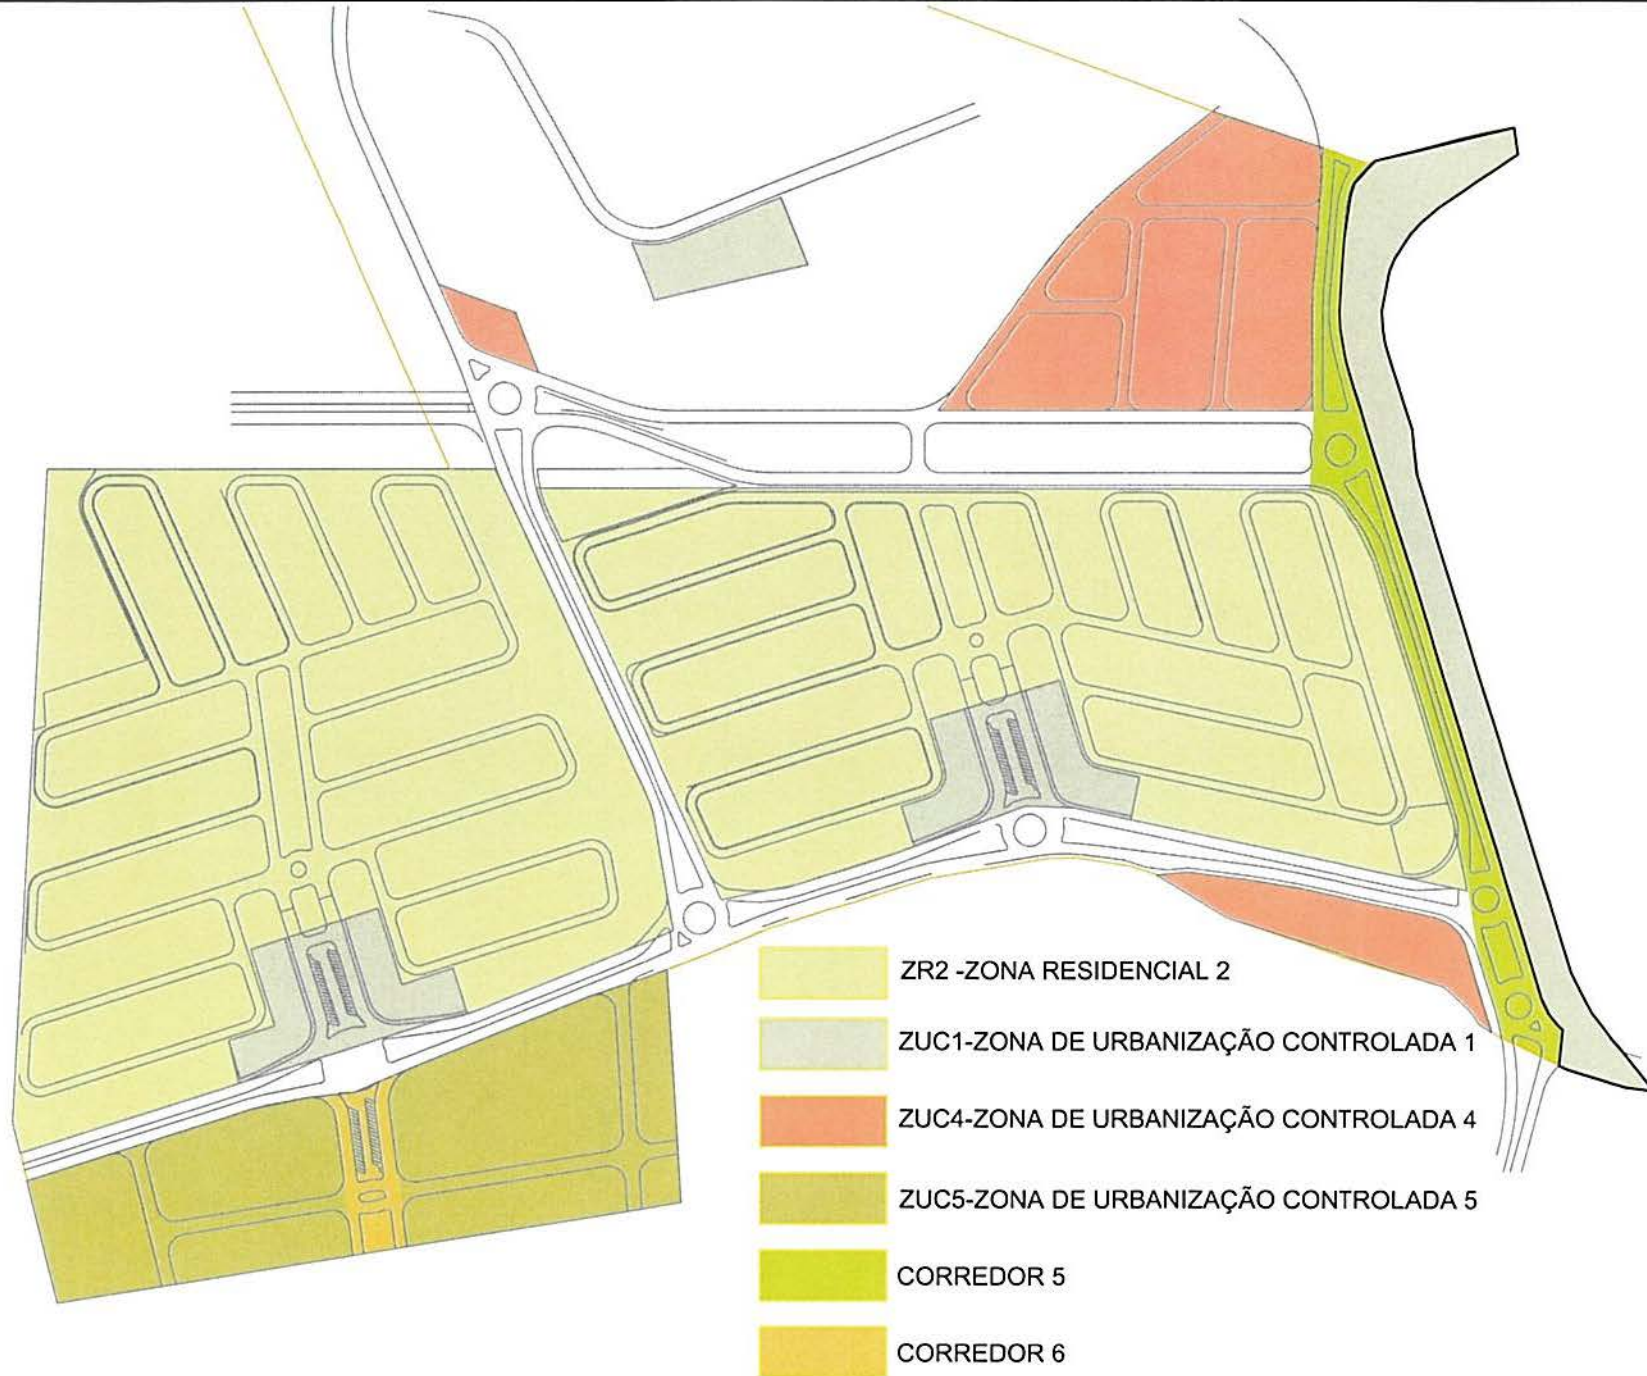 ZR2 -ZONA RESIDENCIAL 2
ZUC1-ZONA DE URBANIZAÇÃO CONTROLADA 1
ZUC4-ZONA DE URBANIZAÇÃO CONTROLADA 4
ZUC5-ZONA DE URBANIZAÇÃO CONTROLADA 5
CORREDOR 5
CORREDOR 6